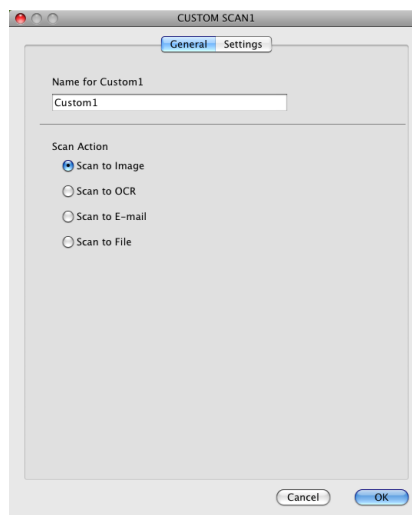 CUSTOM SCAN1
General Settings
Name for Custom1
Custom1
Scan Action
Scan to Image
Scan to OCR
Scan to E-mail
Scan to File
Cancel OK